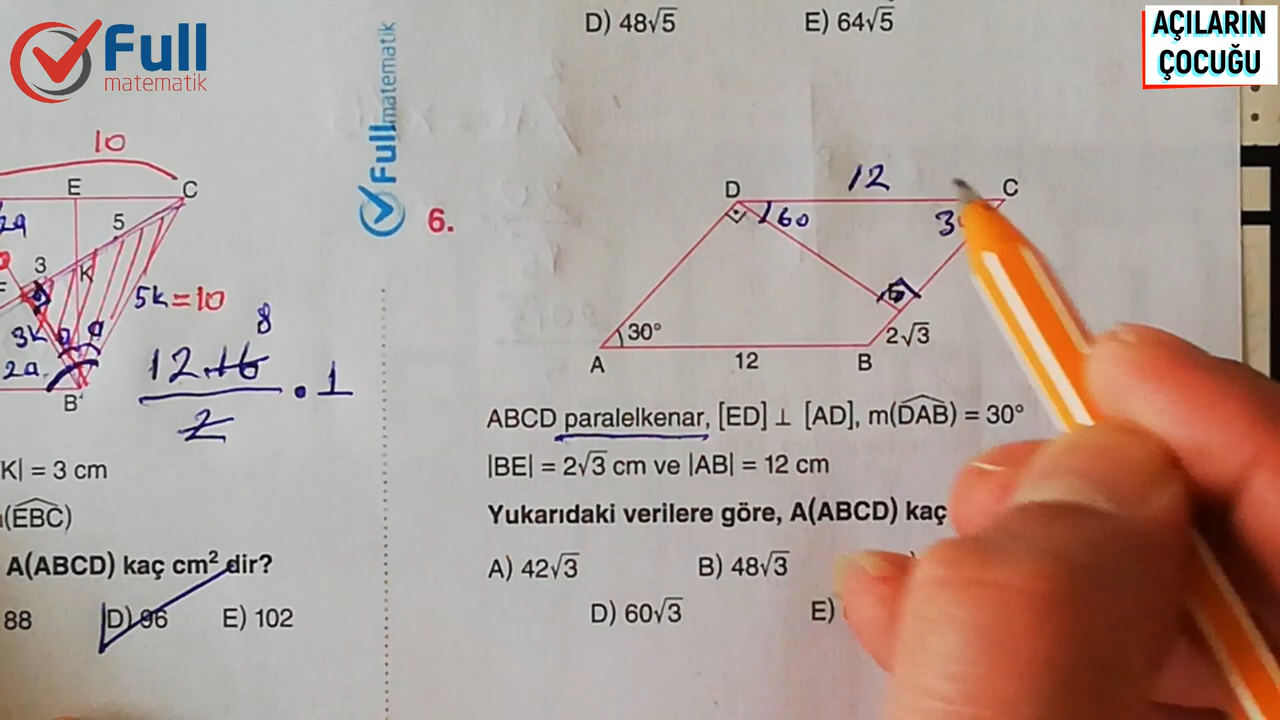 Full
matematik
AÇILARIN
ÇOCUĞU
D) 48√5
E) 64√5
Full matematik
10
E
C
5
3
K
5k=10
3k
2a
B
12.16
8
2
. 1
K| = 3 cm
(EBC)
A(ABCD) kaç cm² dir?
88
D) 96
E) 102
6.
D
12
C
60
30°
2√3
A
12
B
ABCD paralelkenar, [ED] ⊥ [AD], m(DAB) = 30°
|BE| = 2√3 cm ve |AB| = 12 cm
Yukarıdaki verilere göre, A(ABCD) kaç
A) 42√3
B) 48√3
D) 60√3
E)